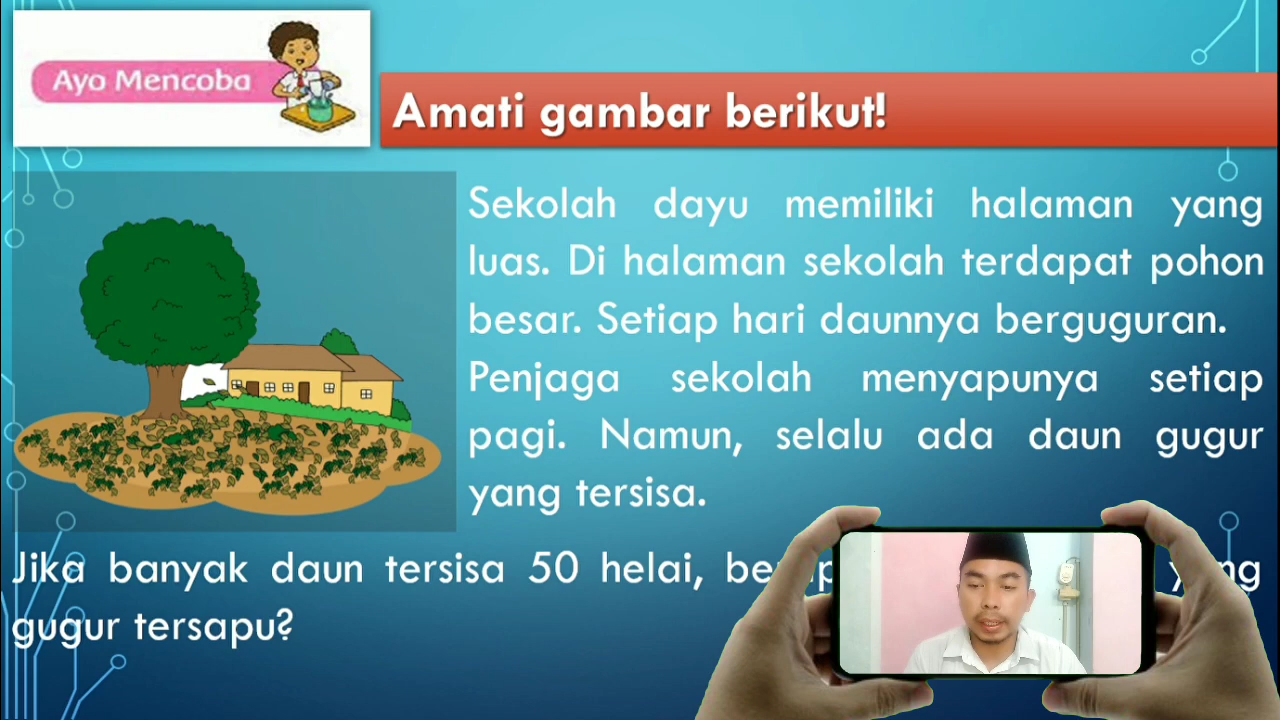 Ayo Mencoba
Amati gambar berikut!
Sekolah dayu memiliki halaman yang
luas. Di halaman sekolah terdapat pohon
besar. Setiap hari daunnya berguguran.
Penjaga sekolah menyapunya setiap
pagi. Namun, selalu ada daun gugur
yang tersisa.
Jika banyak daun tersisa 50 helai,
gugur tersapu?